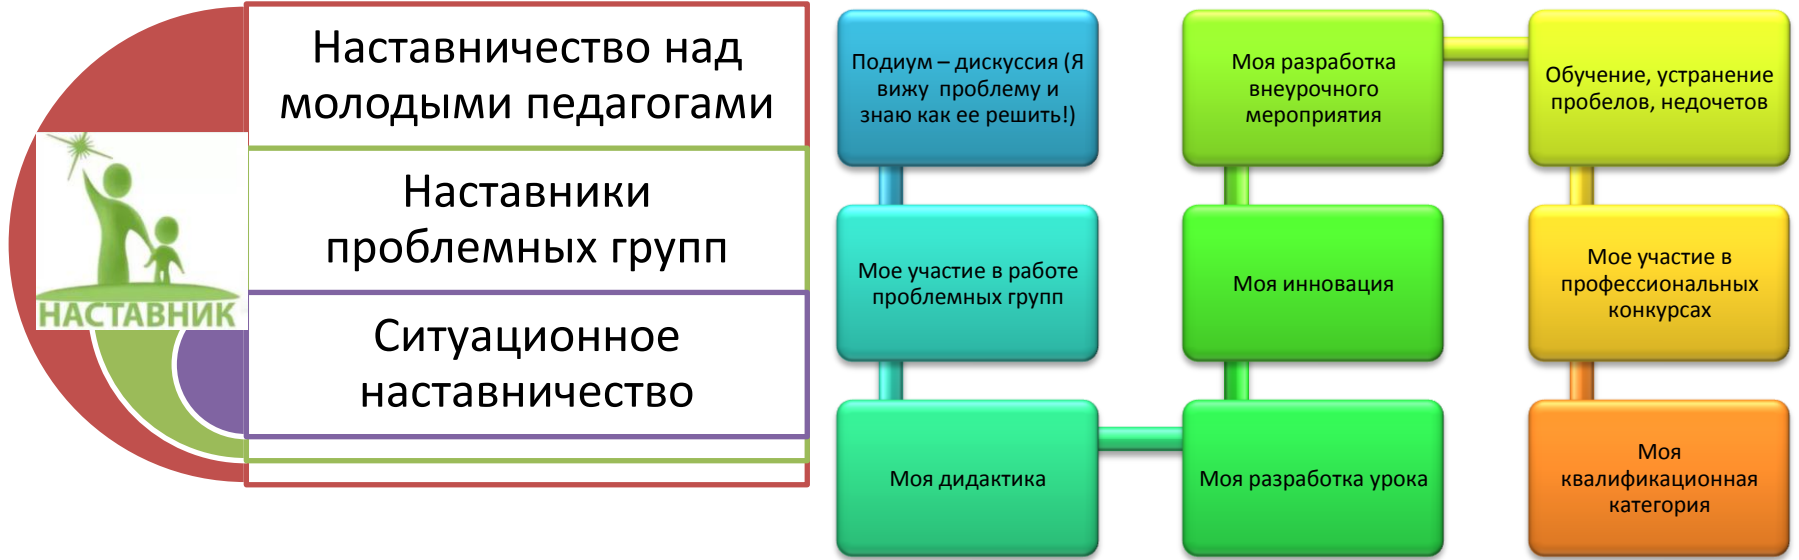 НАСТАВНИК
Наставничество над
молодыми педагогами
Наставники
проблемных групп
Ситуационное
наставничество
Подиум – дискуссия (Я
вижу  проблему и
знаю как ее решить!)
Мое участие в работе
проблемных групп
Моя дидактика
Моя разработка урока
Моя инновация
Моя разработка
внеурочного
мероприятия
Обучение, устранение
пробелов, недочетов
Мое участие в
профессиональных
конкурсах
Моя
квалификационная
категория